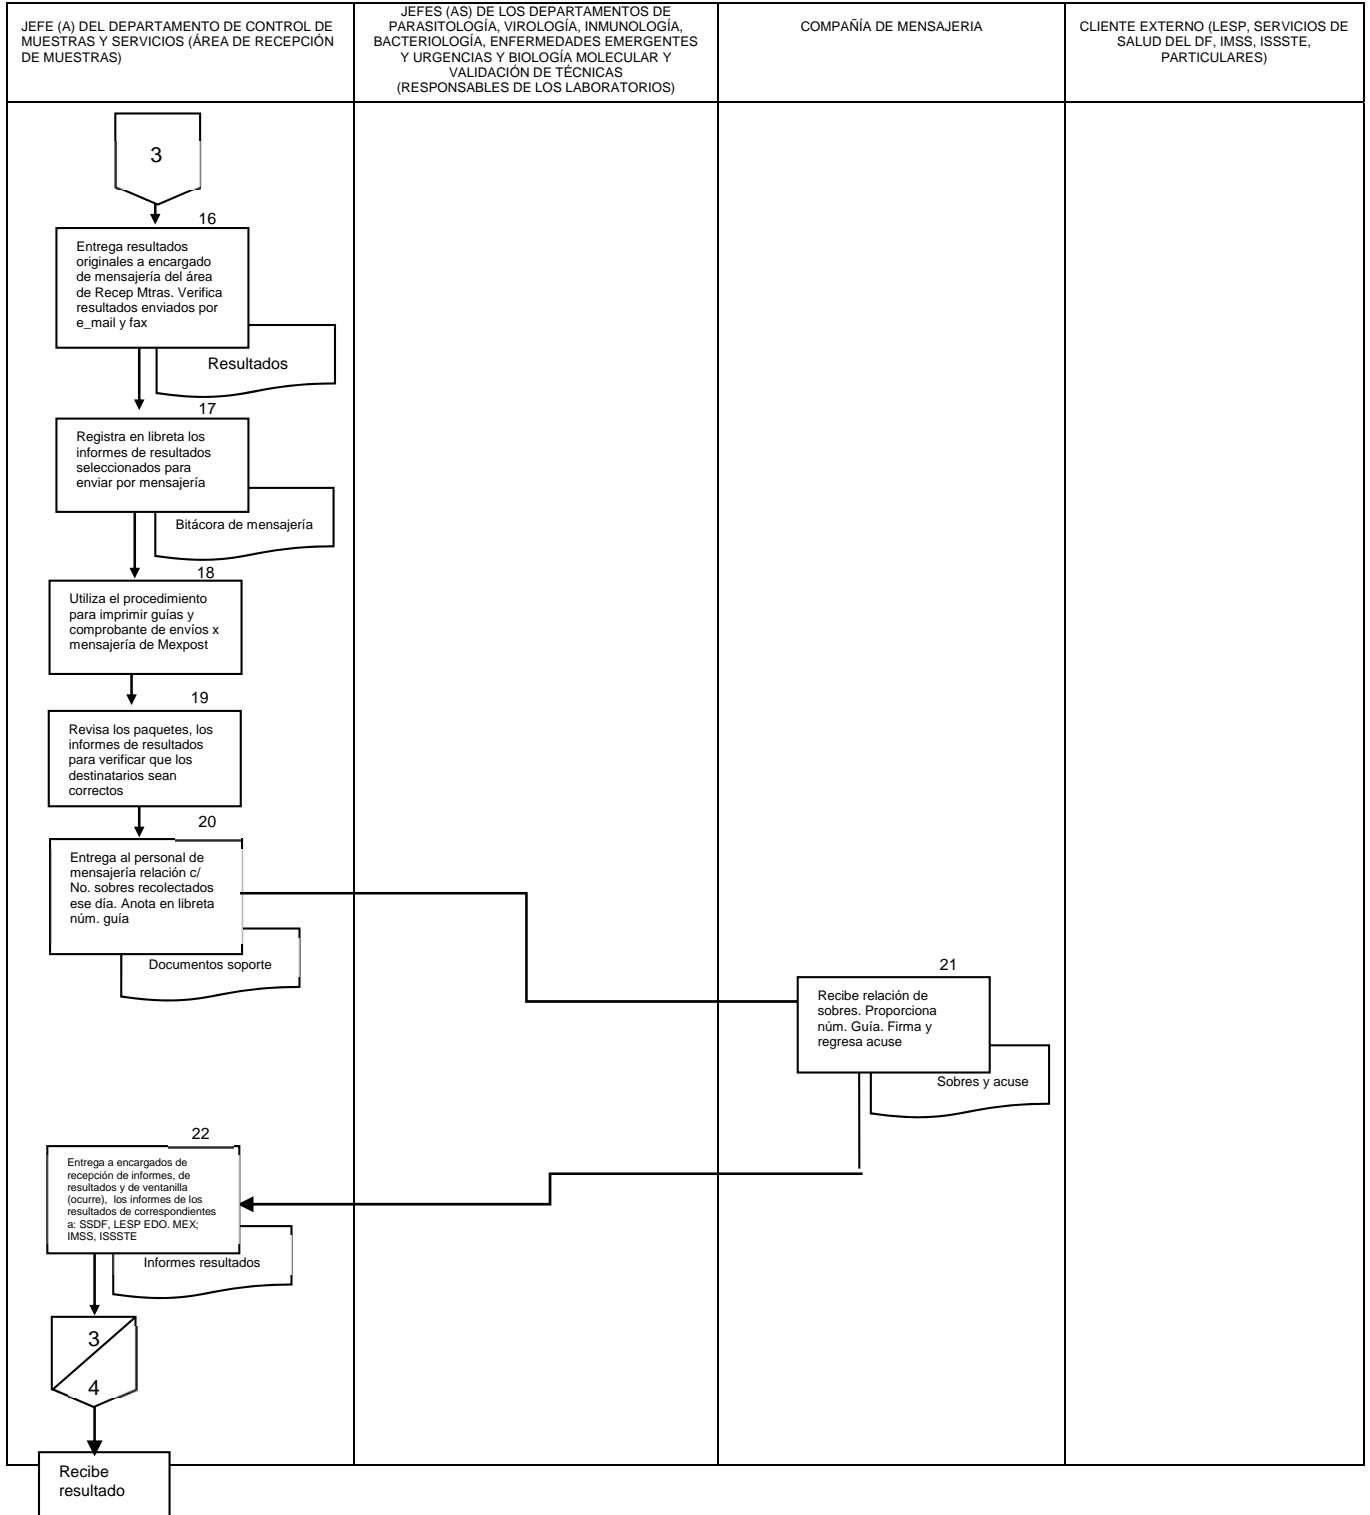 JEFE (A) DEL DEPARTAMENTO DE CONTROL DE
MUESTRAS Y SERVICIOS (ÁREA DE RECEPCIÓN
DE MUESTRAS)
JEFES (AS) DE LOS DEPARTAMENTOS DE
PARASITOLOGÍA, VIROLOGÍA, INMUNOLOGÍA,
BACTERIOLOGÍA, ENFERMEDADES EMERGENTES
Y URGENCIAS Y BIOLOGÍA MOLECULAR Y
VALIDACIÓN DE TÉCNICAS
(RESPONSABLES DE LOS LABORATORIOS)
COMPAÑÍA DE MENSAJERIA
CLIENTE EXTERNO (LESP, SERVICIOS DE
SALUD DEL DF, IMSS, ISSSTE,
PARTICULARES)
3
16
Entrega resultados
originales a encargado
de mensajería del área
de Recep Mtras. Verifica
resultados enviados por
e_mail y fax
Resultados
17
Registra en libreta los
informes de resultados
seleccionados para
enviar por mensajería
Bitácora de mensajería
18
Utiliza el procedimiento
para imprimir guías y
comprobante de envíos x
mensajería de Mexpost
19
Revisa los paquetes, los
informes de resultados
para verificar que los
destinatarios sean
correctos
20
Entrega al personal de
mensajería relación c/
No. sobres recolectados
ese día. Anota en libreta
núm. guía
Documentos soporte
21
Recibe relación de
sobres. Proporciona
núm. Guía. Firma y
regresa acuse
Sobres y acuse
22
Entrega a encargados de
recepción de informes, de
resultados y de ventanilla
(ocurre), los informes de los
resultados de correspondientes
a: SSDF, LESP EDO. MEX;
IMSS, ISSSTE
Informes resultados
3
4
Recibe
resultado